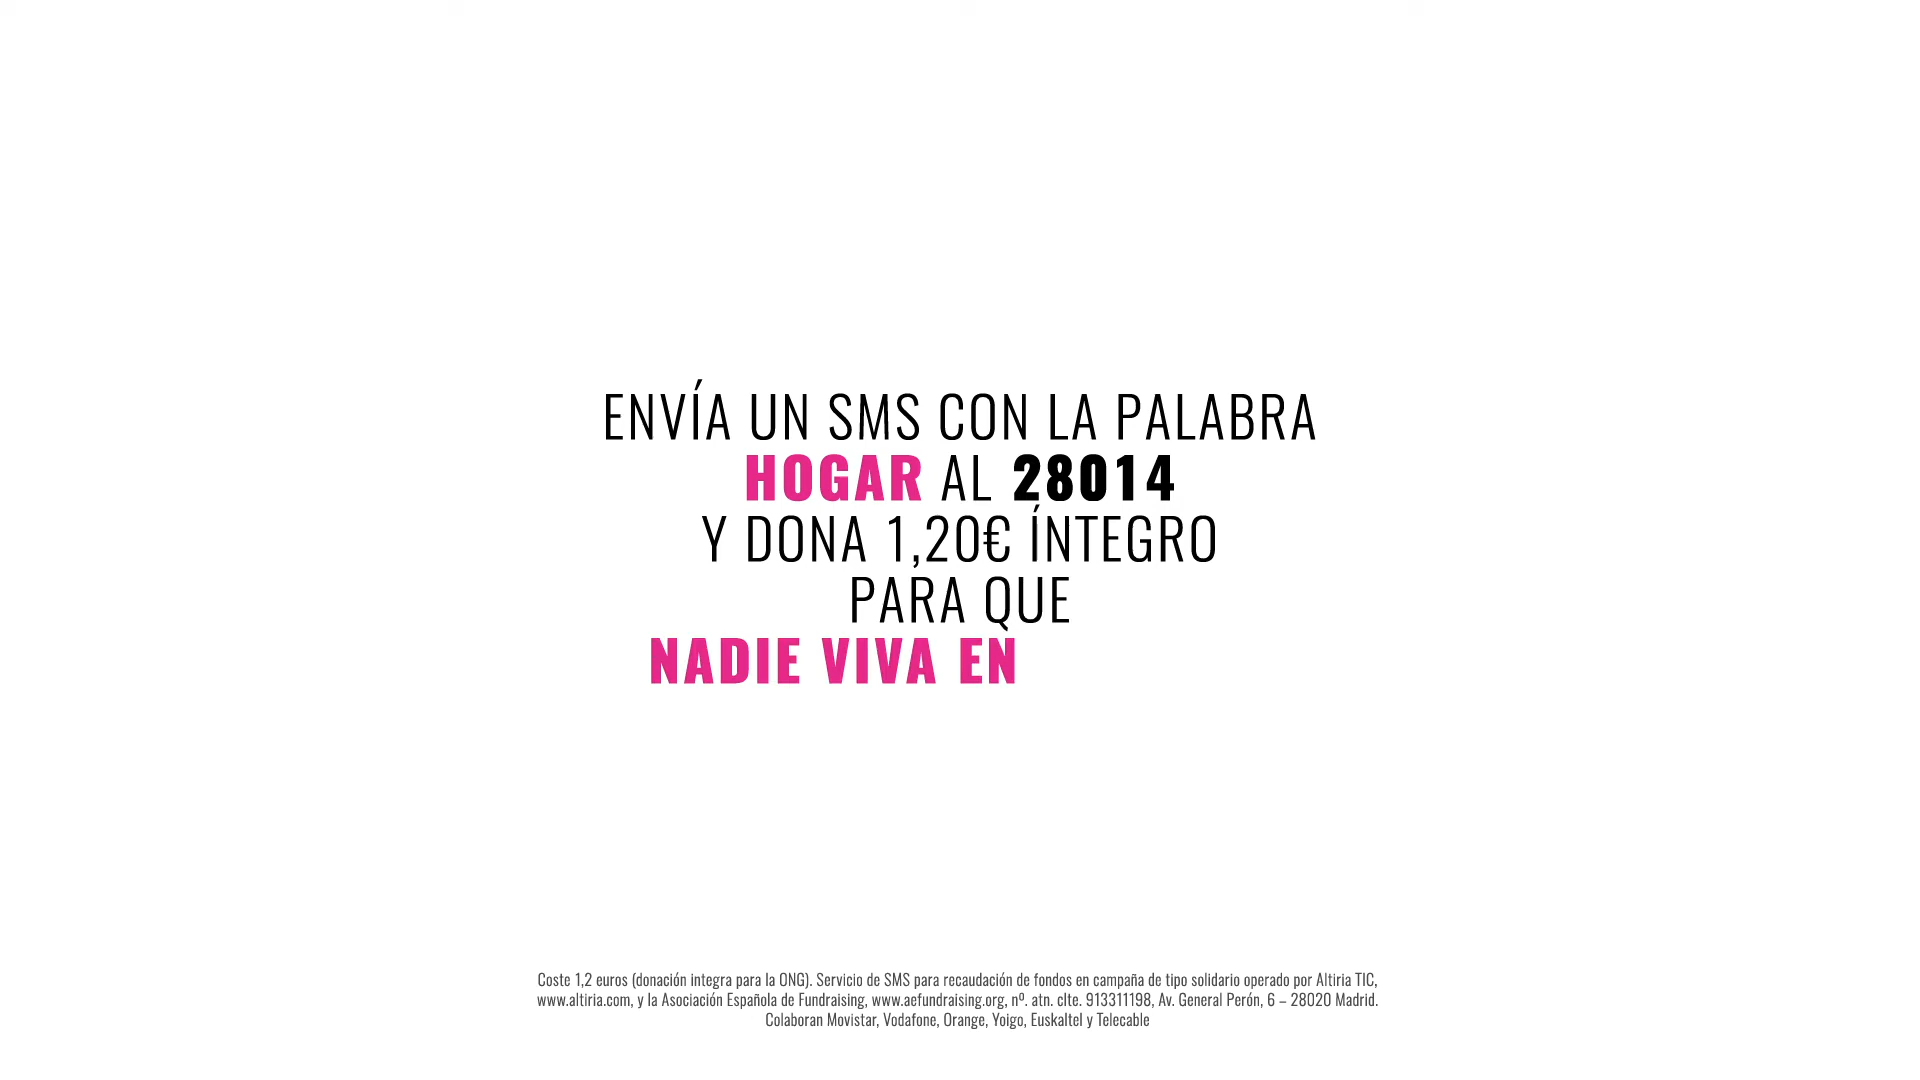 ENVÍA UN SMS CON LA PALABRA
HOGAR AL 28014
Y DONA 1,20€ ÍNTEGRO
PARA QUE
NADIE VIVA EN
Coste 1,2 euros (donación integra para la ONG). Servicio de SMS para recaudación de fondos en campaña de tipo solidario operado por Altiria TIC,
www.altiria.com, y la Asociación Española de Fundraising, www.aefundraising.org, nº. atn. clte. 913311198, Av. General Perón, 6 – 28020 Madrid.
Colaboran Movistar, Vodafone, Orange, Yoigo, Euskaltel y Telecable